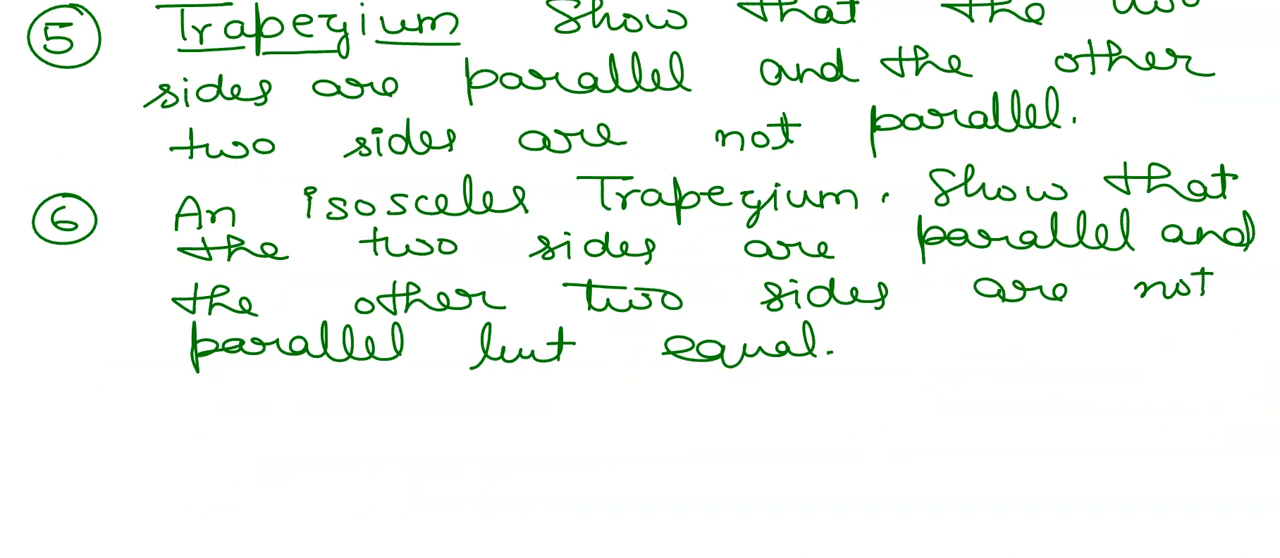 5 Trapezium Show that the two
sides are parallel and the other
two sides are not parallel.
6 An isosceles Trapezium. Show that
the two sides are parallel and
the other two sides are not
parallel but equal.